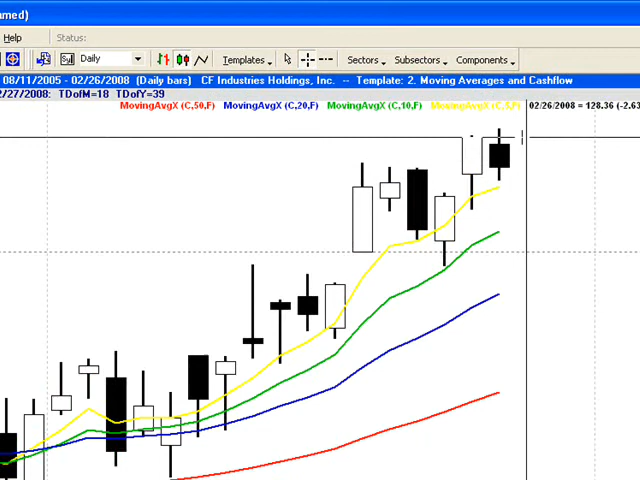 amed)
Help Status:
Daily Templates Sectors Subsectors Components
08/11/2005 - 02/26/2008 (Daily bars) CF Industries Holdings, Inc. -- Template: 2. Moving Averages and Cashflow
2/27/2008: TDofM=18 TDofY=39
MovingAvgX (C,50,F) MovingAvgX (C,20,F) MovingAvgX (C,10,F) MovingAvgX (C,5,F) 02/26/2008 = 128.36 (-2.63